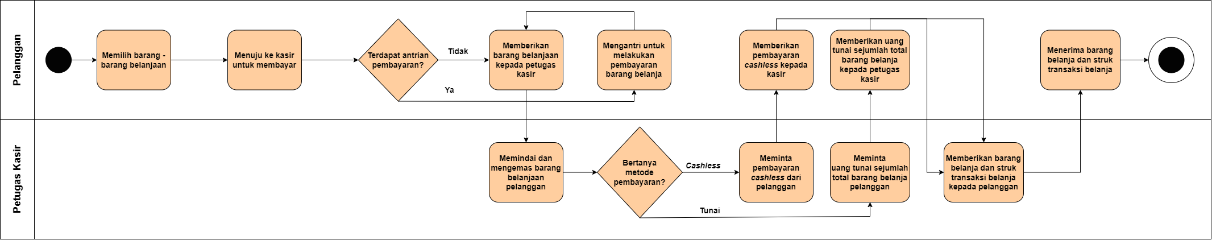 Pelanggan
Memilih barang -
barang belanjaan
Menuju ke kasir
untuk membayar
Terdapat antrian
pembayaran?
Tidak
Ya
Memberikan
barang belanjaan
kepada petugas
kasir
Mengantri untuk
melakukan
pembayaran
barang belanja
Memberikan
pembayaran
cashless kepada
kasir
Memberikan uang
tunai sejumlah total
barang belanja
kepada petugas
kasir
Menerima barang
belanja dan struk
transaksi belanja
Petugas Kasir
Memindai dan
mengemas barang
belanjaan
pelanggan
Bertanya
metode
pembayaran?
Cashless
Tunai
Meminta
pembayaran
cashless dari
pelanggan
Meminta
uang tunai sejumlah
total barang belanja
pelanggan
Memberikan barang
belanja dan struk
transaksi belanja
kepada pelanggan